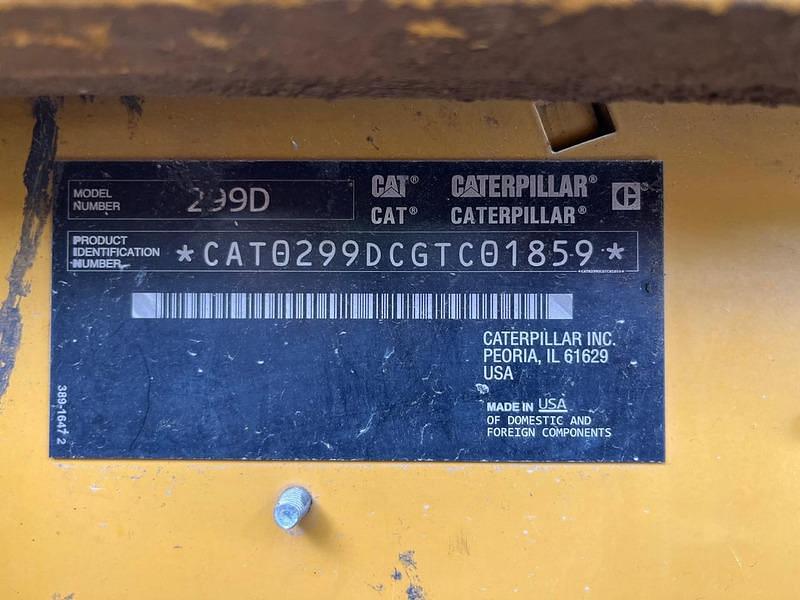 MODEL
NUMBER
299D
CAT® CATERPILLAR®
CAT® CATERPILLAR®
PRODUCT
IDENTIFICATION
NUMBER
*CAT0299DCGTC01859*
CATERPILLAR INC.
PEORIA, IL 61629
USA
MADE IN USA
OF DOMESTIC AND
FOREIGN COMPONENTS
389-1647 2